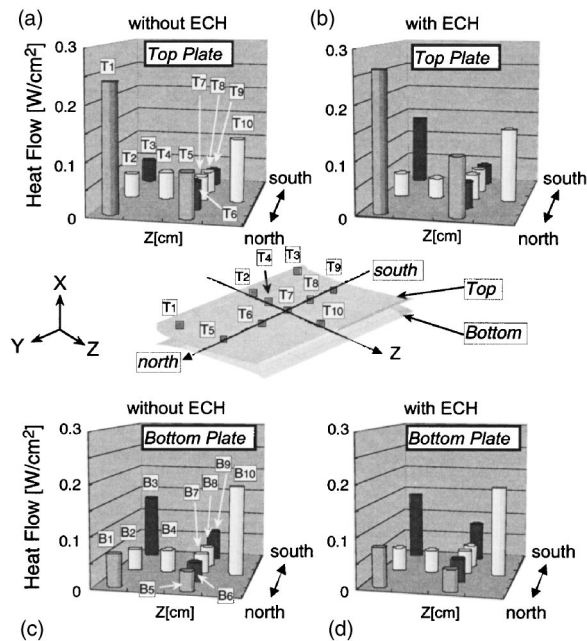 (a) without ECH
(b) with ECH
Heat Flow [W/cm²]
0.3
0.2
0.1
0
Top Plate
T1
T2
T3
T4
T5
T7
T8
T9
T10
T6
south
north
Z[cm]
0.3
0.2
0.1
0
Top Plate
south
north
Z[cm]
X
Y
Z
T1
T2
T4
T3
T5
T6
T7
T8
T9
T10
south
north
Top
Bottom
Z
without ECH
with ECH
Heat Flow [W/cm²]
0.3
0.2
0.1
0
Bottom Plate
B1
B2
B3
B4
B7
B8
B9
B10
B5
B6
south
north
Z[cm]
(c)
0.3
0.2
0.1
0
Bottom Plate
south
north
Z[cm]
(d)